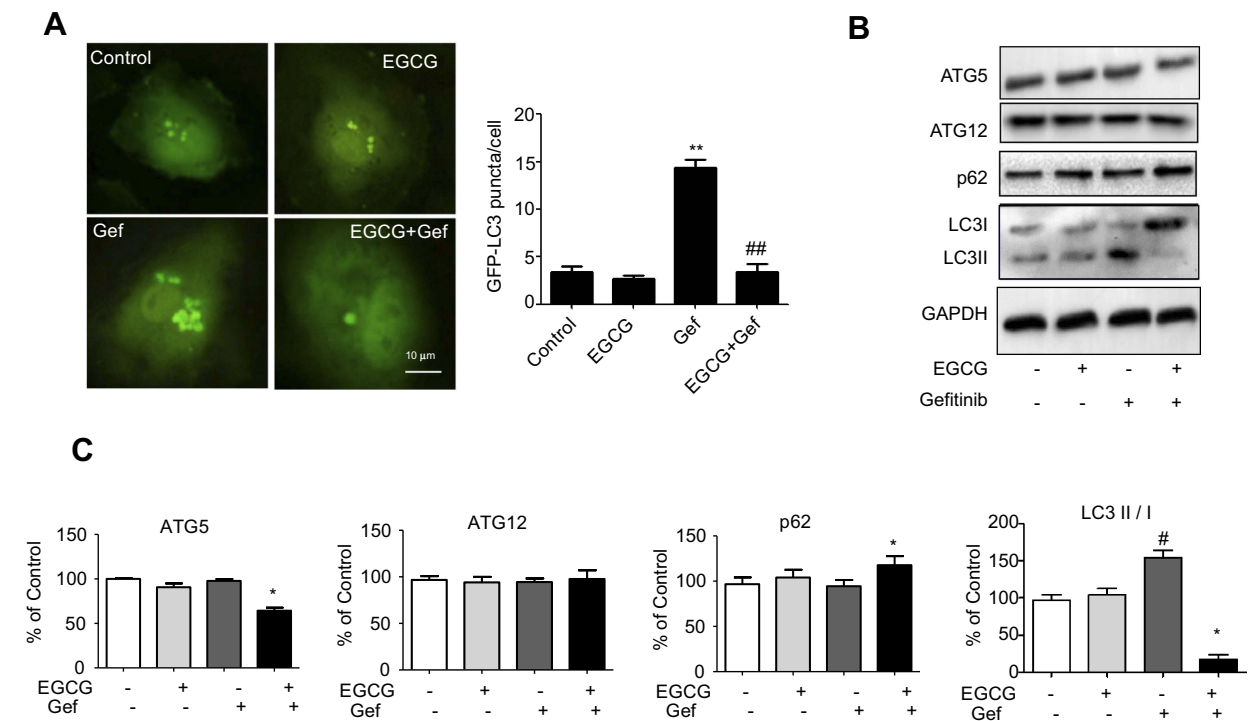 A
Control
EGCG
Gef
EGCG+Gef
10 μm
GFP-LC3 puncta/cell
20
15
10
5
0
**
##
Control
EGCG
Gef
EGCG+Gef
B
ATG5
ATG12
p62
LC3I
LC3II
GAPDH
EGCG - + - +
Gefitinib - - + +
C
ATG5
% of Control
150
100
50
0
*
EGCG - + - +
Gef - - + +
ATG12
% of Control
150
100
50
0
EGCG - + - +
Gef - - + +
p62
% of Control
150
100
50
0
*
EGCG - + - +
Gef - - + +
LC3 II / I
% of Control
200
150
100
50
0
#
*
EGCG - + - +
Gef - - + +